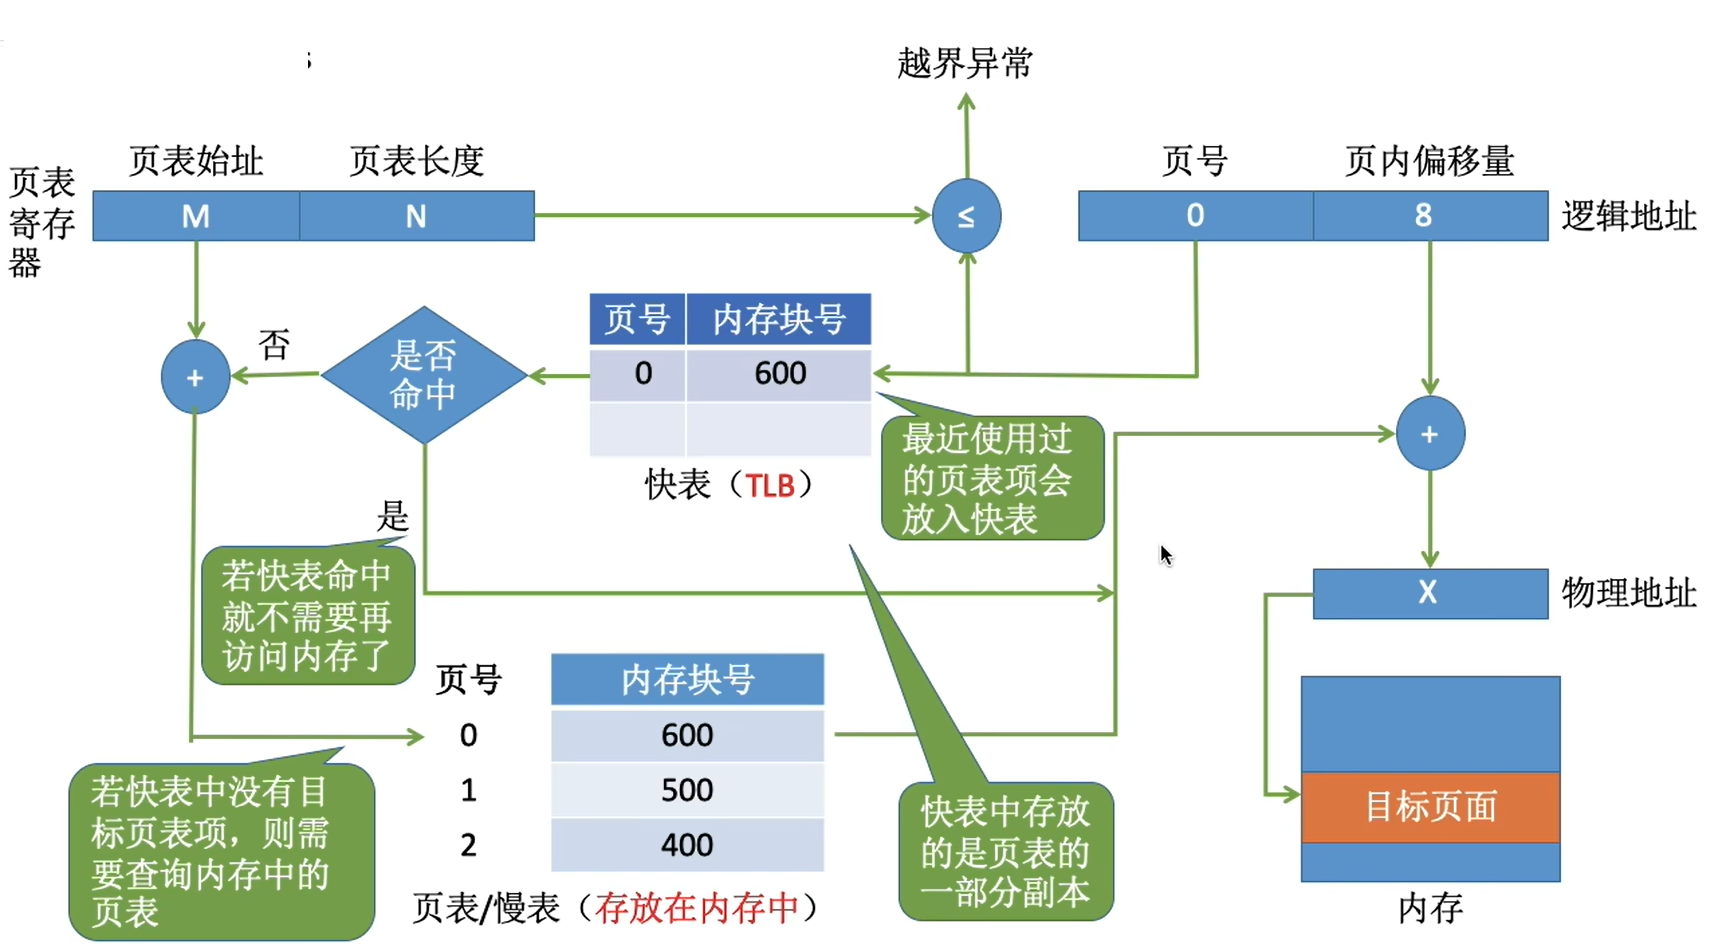 越界异常
页表始址
页表长度
页号
页内偏移量
页表
寄存
器
M
N
≤
0
8
逻辑地址
页号
内存块号
0
600
快表（TLB）
是否
命中
否
+
是
+
最近使用过
的页表项会
放入快表
若快表命中
就不需要再
访问内存了
X
物理地址
页号
内存块号
0
600
1
500
2
400
页表/慢表（存放在内存中）
若快表中没有目
标页表项，则需
要查询内存中的
页表
快表中存放
的是页表的
一部分副本
目标页面
内存